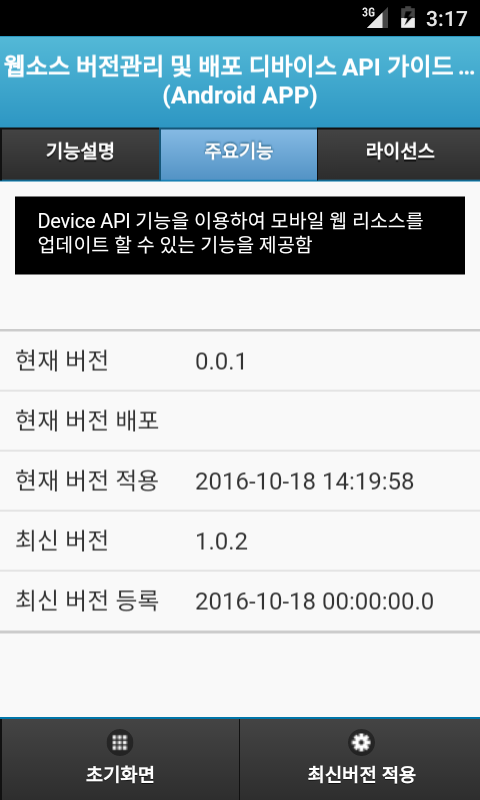 3G 3:17
웹소스 버전관리 및 배포 디바이스 API 가이드 ...
(Android APP)
기능설명 주요기능 라이선스
Device API 기능을 이용하여 모바일 웹 리소스를
업데이트 할 수 있는 기능을 제공함
현재 버전 0.0.1
현재 버전 배포
현재 버전 적용 2016-10-18 14:19:58
최신 버전 1.0.2
최신 버전 등록 2016-10-18 00:00:00.0
초기화면 최신버전 적용